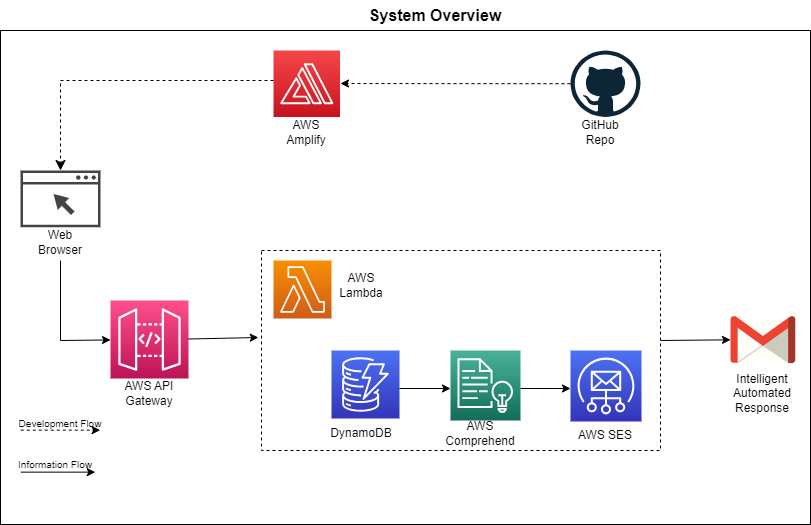 System Overview
AWS
Amplify
GitHub
Repo
Web
Browser
AWS
Lambda
AWS API
Gateway
DynamoDB
AWS
Comprehend
AWS SES
Intelligent
Automated
Response
Development Flow
Information Flow